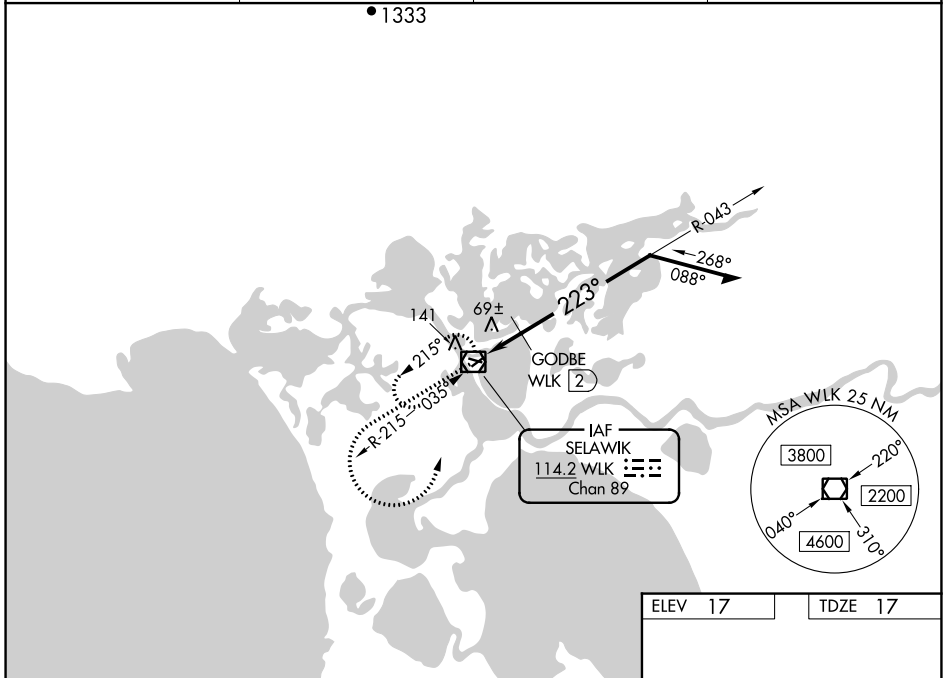 1333
R-043
268°
088°
223°
69±
141
215°
GODBE
WLK 2
R-215
035°
IAF
SELAWIK
114.2 WLK
Chan 89
MSA WLK 25 NM
3800
220°
2200
040°
4600
310°
ELEV 17
TDZE 17